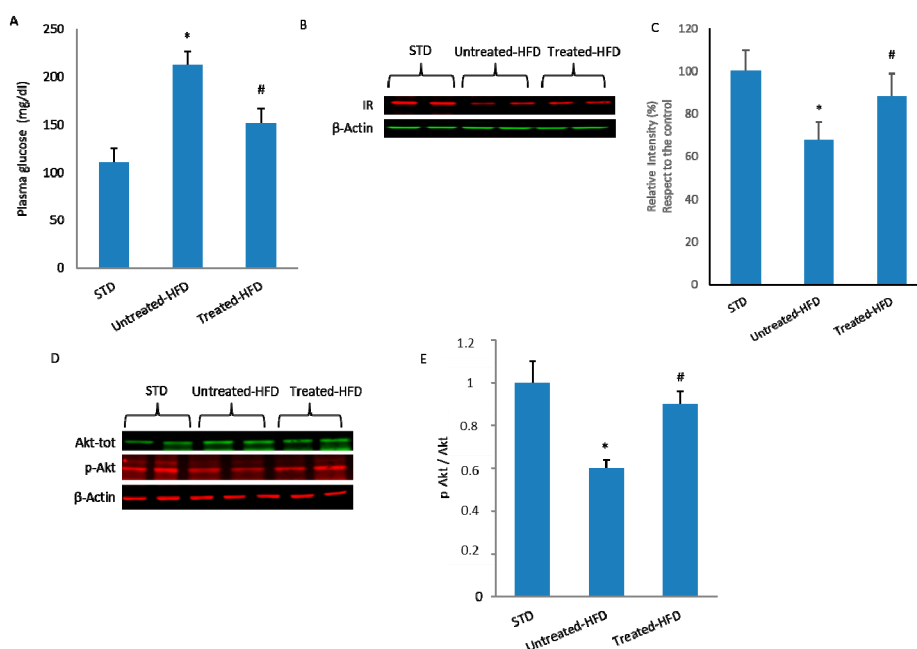 A
Plasma glucose (mg/dl)
250
200
150
100
50
0
*
#
STD
Untreated-HFD
Treated-HFD
B
STD Untreated-HFD Treated-HFD
IR
β-Actin
C
Relative Intensity (%)
Respect to the control
120
100
80
60
40
20
0
*
#
STD
Untreated-HFD
Treated-HFD
D
STD Untreated-HFD Treated-HFD
Akt-tot
p-Akt
β-Actin
E
p Akt / Akt
1.2
1
0.8
0.6
0.4
0.2
0
*
#
STD
Untreated-HFD
Treated-HFD